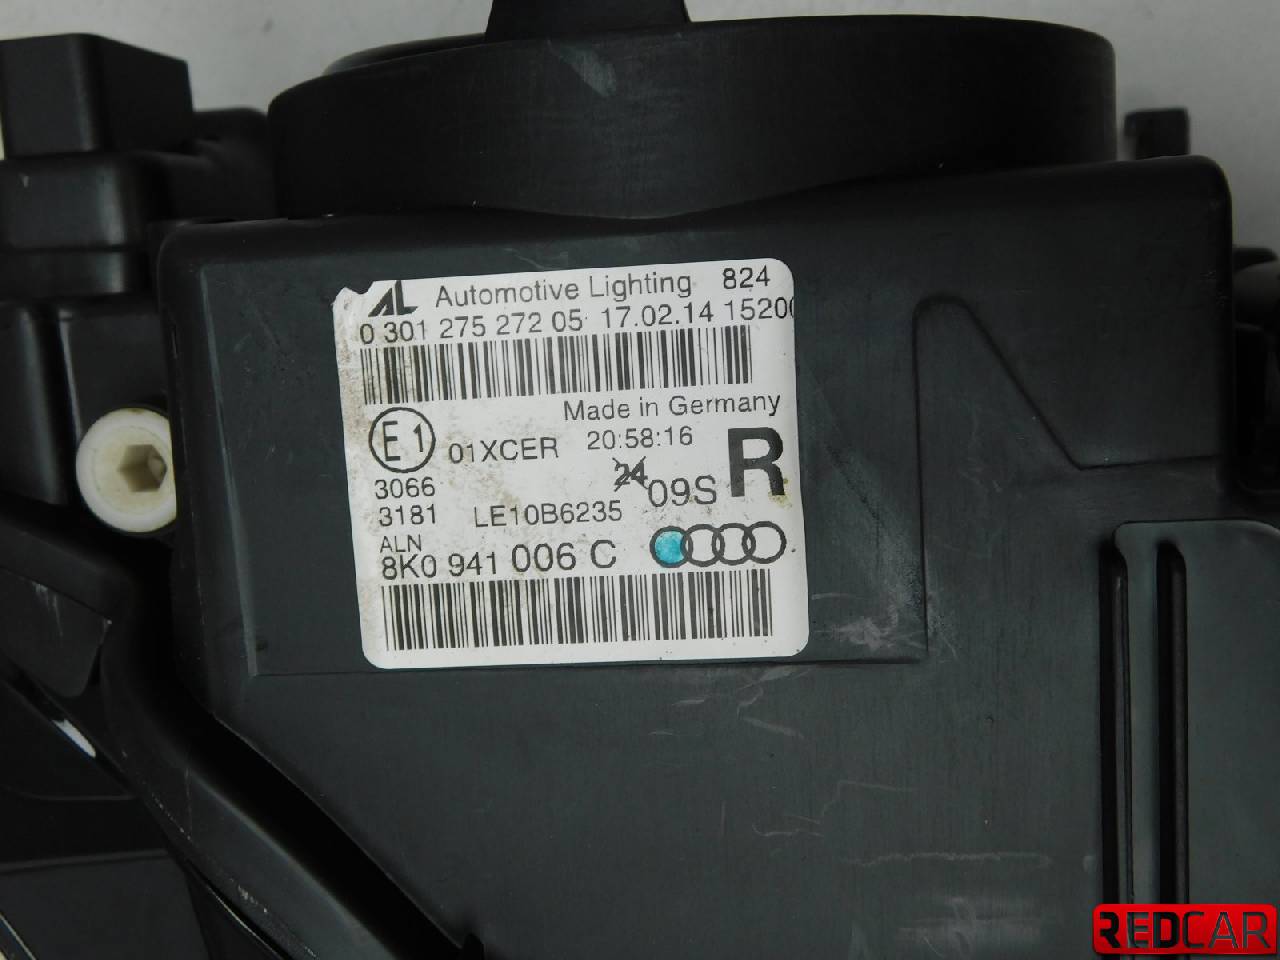 AL Automotive Lighting 824
0 301 275 272 05 17.02.14 1520
Made in Germany
E1 01XCER 20:58:16 R
3066 24 09S
3181 LE10B6235
ALN
8K0 941 006 C
REDCAR